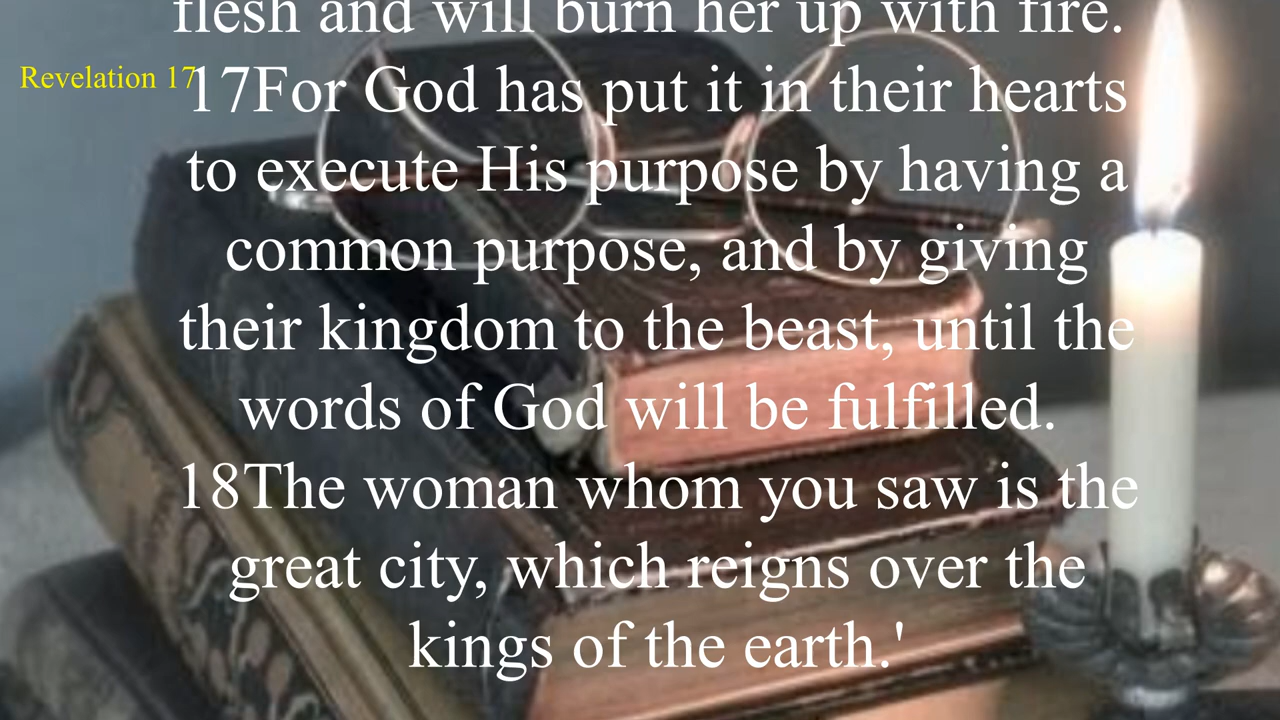 flesh and will burn her up with fire.
Revelation 17
17For God has put it in their hearts
to execute His purpose by having a
common purpose, and by giving
their kingdom to the beast, until the
words of God will be fulfilled.
18The woman whom you saw is the
great city, which reigns over the
kings of the earth.'